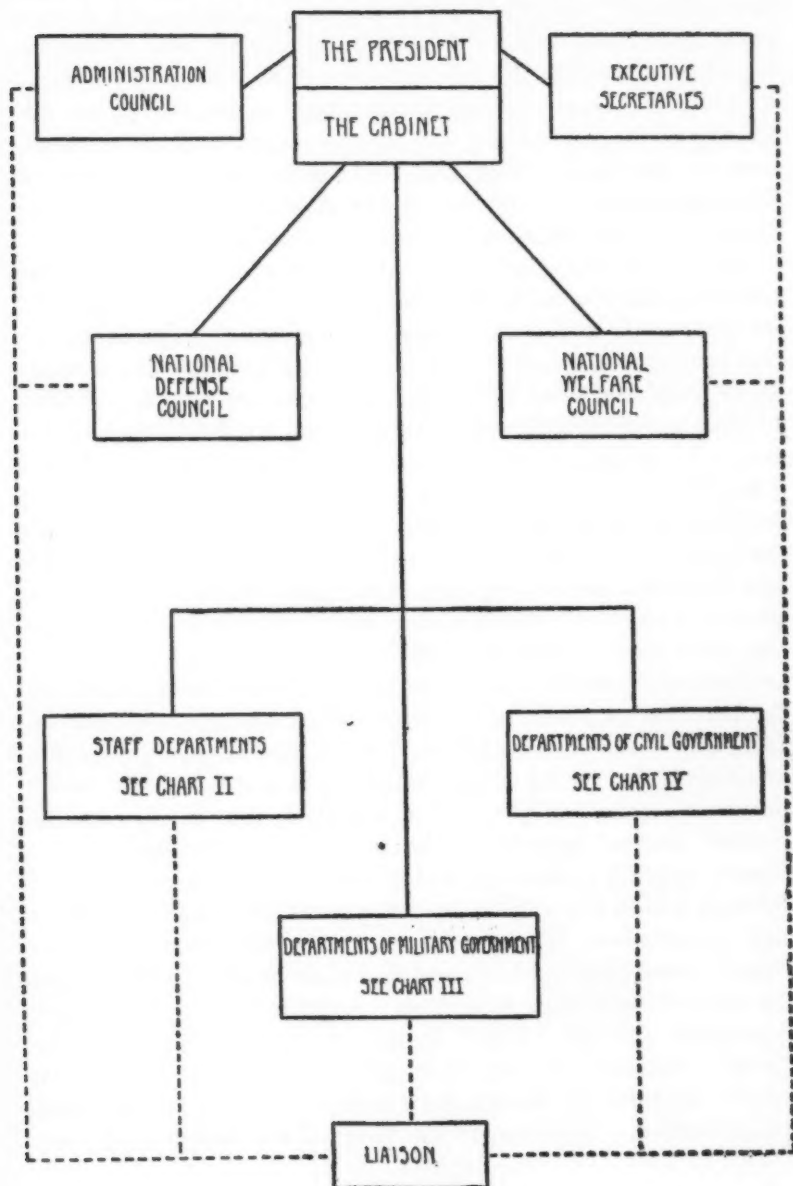 THE PRESIDENT
THE CABINET
ADMINISTRATION
COUNCIL
EXECUTIVE
SECRETARIES
NATIONAL
DEFENSE
COUNCIL
NATIONAL
WELFARE
COUNCIL
STAFF DEPARTMENTS
SEE CHART II
DEPARTMENTS OF CIVIL GOVERNMENT
SEE CHART IV
DEPARTMENTS OF MILITARY GOVERNMENT
SEE CHART III
LIAISON